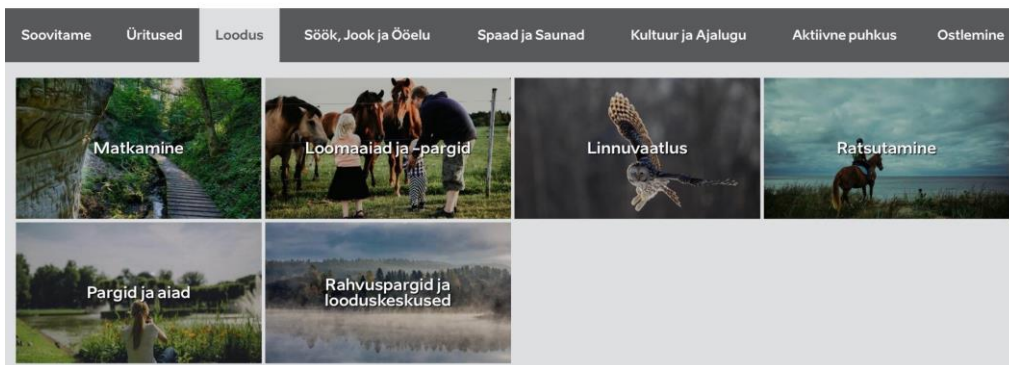 Soovitame Üritused Loodus Söök, Jook ja Ööelu Spaad ja Saunad Kultuur ja Ajalugu Aktiivne puhkus Ostlemine
Matkamine Loomaaiad ja -pargid Linnuvaatlus Ratsutamine
Pargid ja aiad
Rahvuspargid ja
looduskeskused